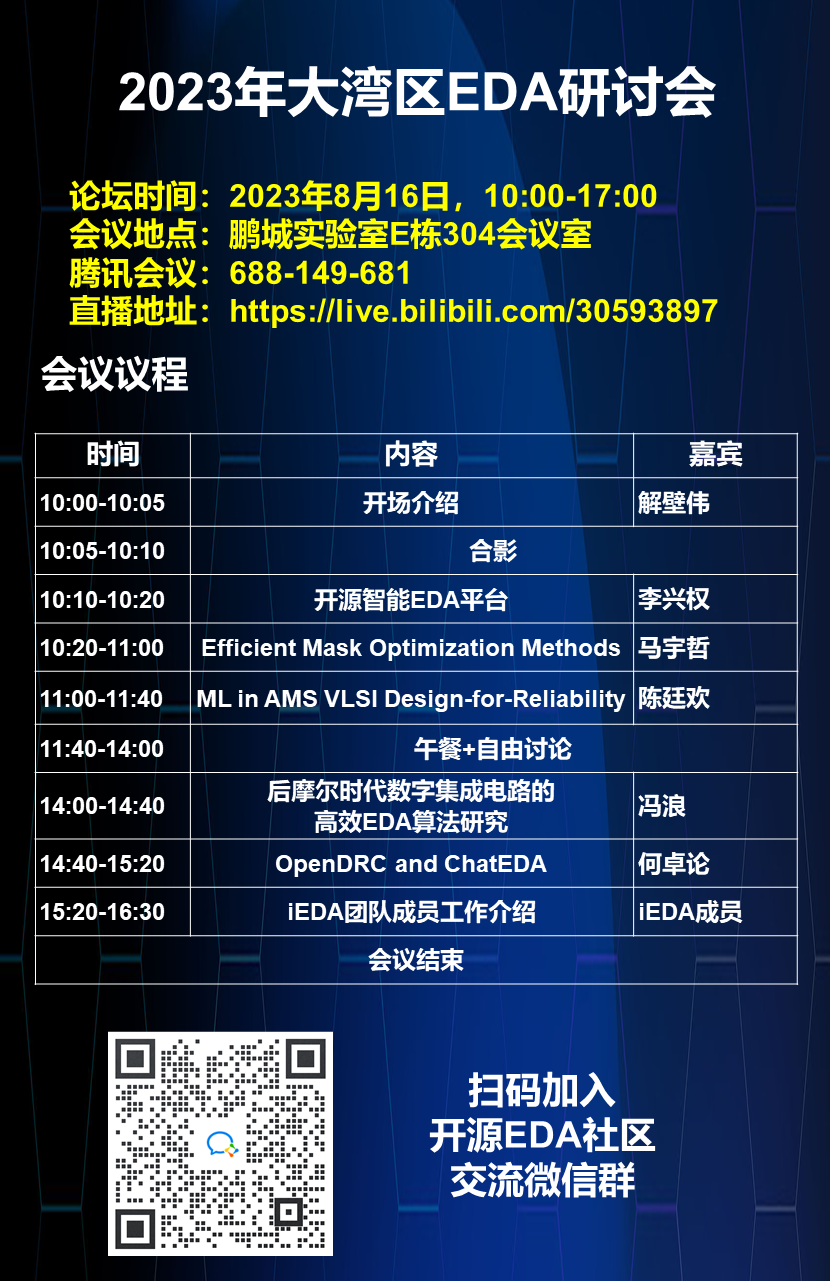 2023年大湾区EDA研讨会
论坛时间：2023年8月16日，10:00-17:00
会议地点：鹏城实验室E栋304会议室
腾讯会议：688-149-681
直播地址：https://live.bilibili.com/30593897
会议议程
时间 内容 嘉宾
10:00-10:05 开场介绍 解壁伟
10:05-10:10 合影
10:10-10:20 开源智能EDA平台 李兴权
10:20-11:00 Efficient Mask Optimization Methods 马宇哲
11:00-11:40 ML in AMS VLSI Design-for-Reliability 陈廷欢
11:40-14:00 午餐+自由讨论
14:00-14:40 后摩尔时代数字集成电路的
高效EDA算法研究 冯浪
14:40-15:20 OpenDRC and ChatEDA 何卓论
15:20-16:30 iEDA团队成员工作介绍 iEDA成员
会议结束
扫码加入
开源EDA社区
交流微信群